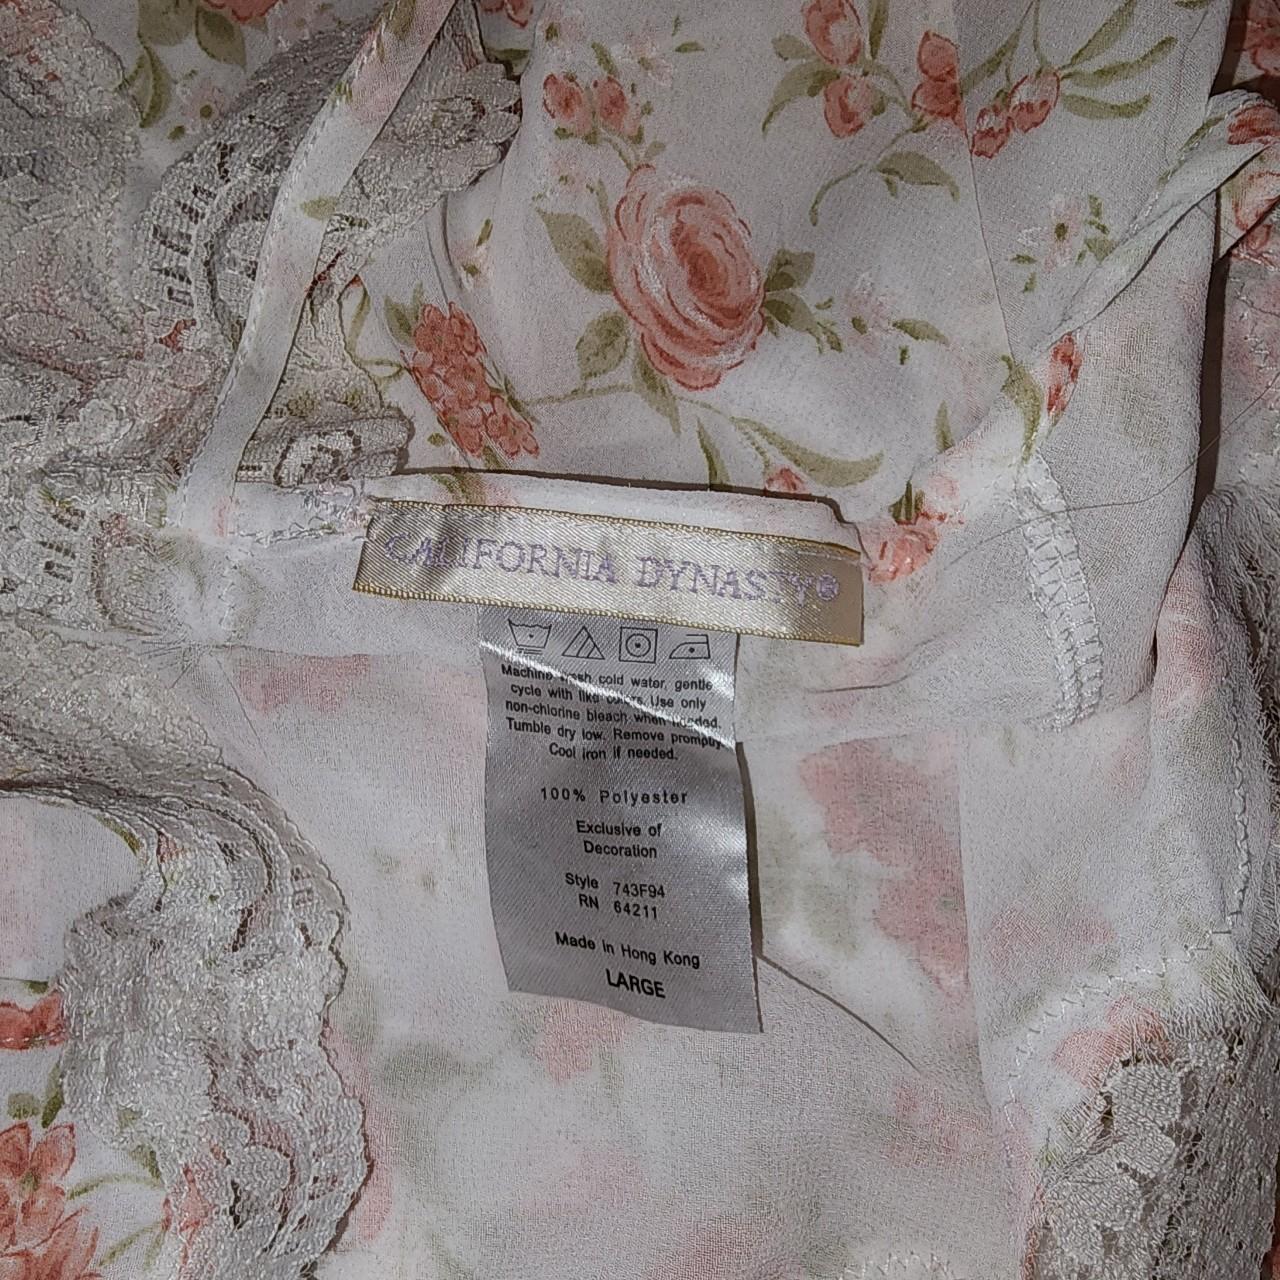 CALIFORNIA DYNASTY®
Machine wash cold water, gentle
cycle with like colors. Use only
non-chlorine bleach when needed.
Tumble dry low. Remove promptly
Cool iron if needed.
100% Polyester
Exclusive of
Decoration
Style 743F94
RN 64211
Made in Hong Kong
LARGE